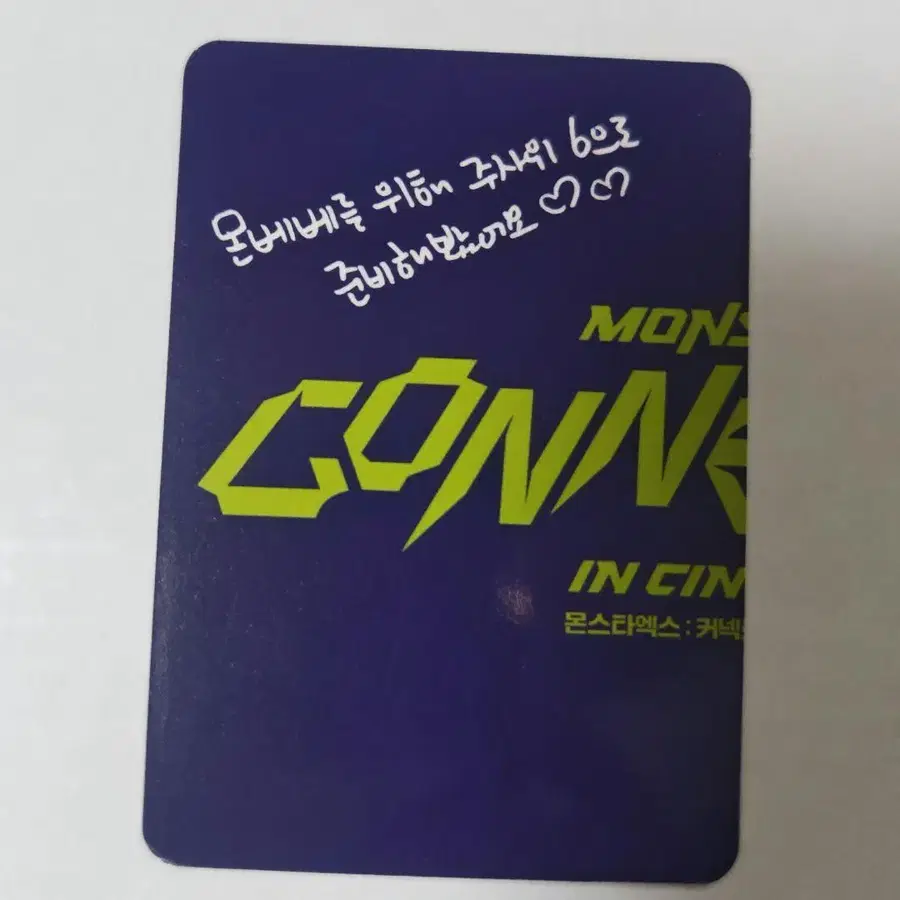 몬베베를 위해 주사위 6으로
준비해봤어요 ♡♡
MONS
CONNE
IN CIN
몬스타엑스 : 커넥